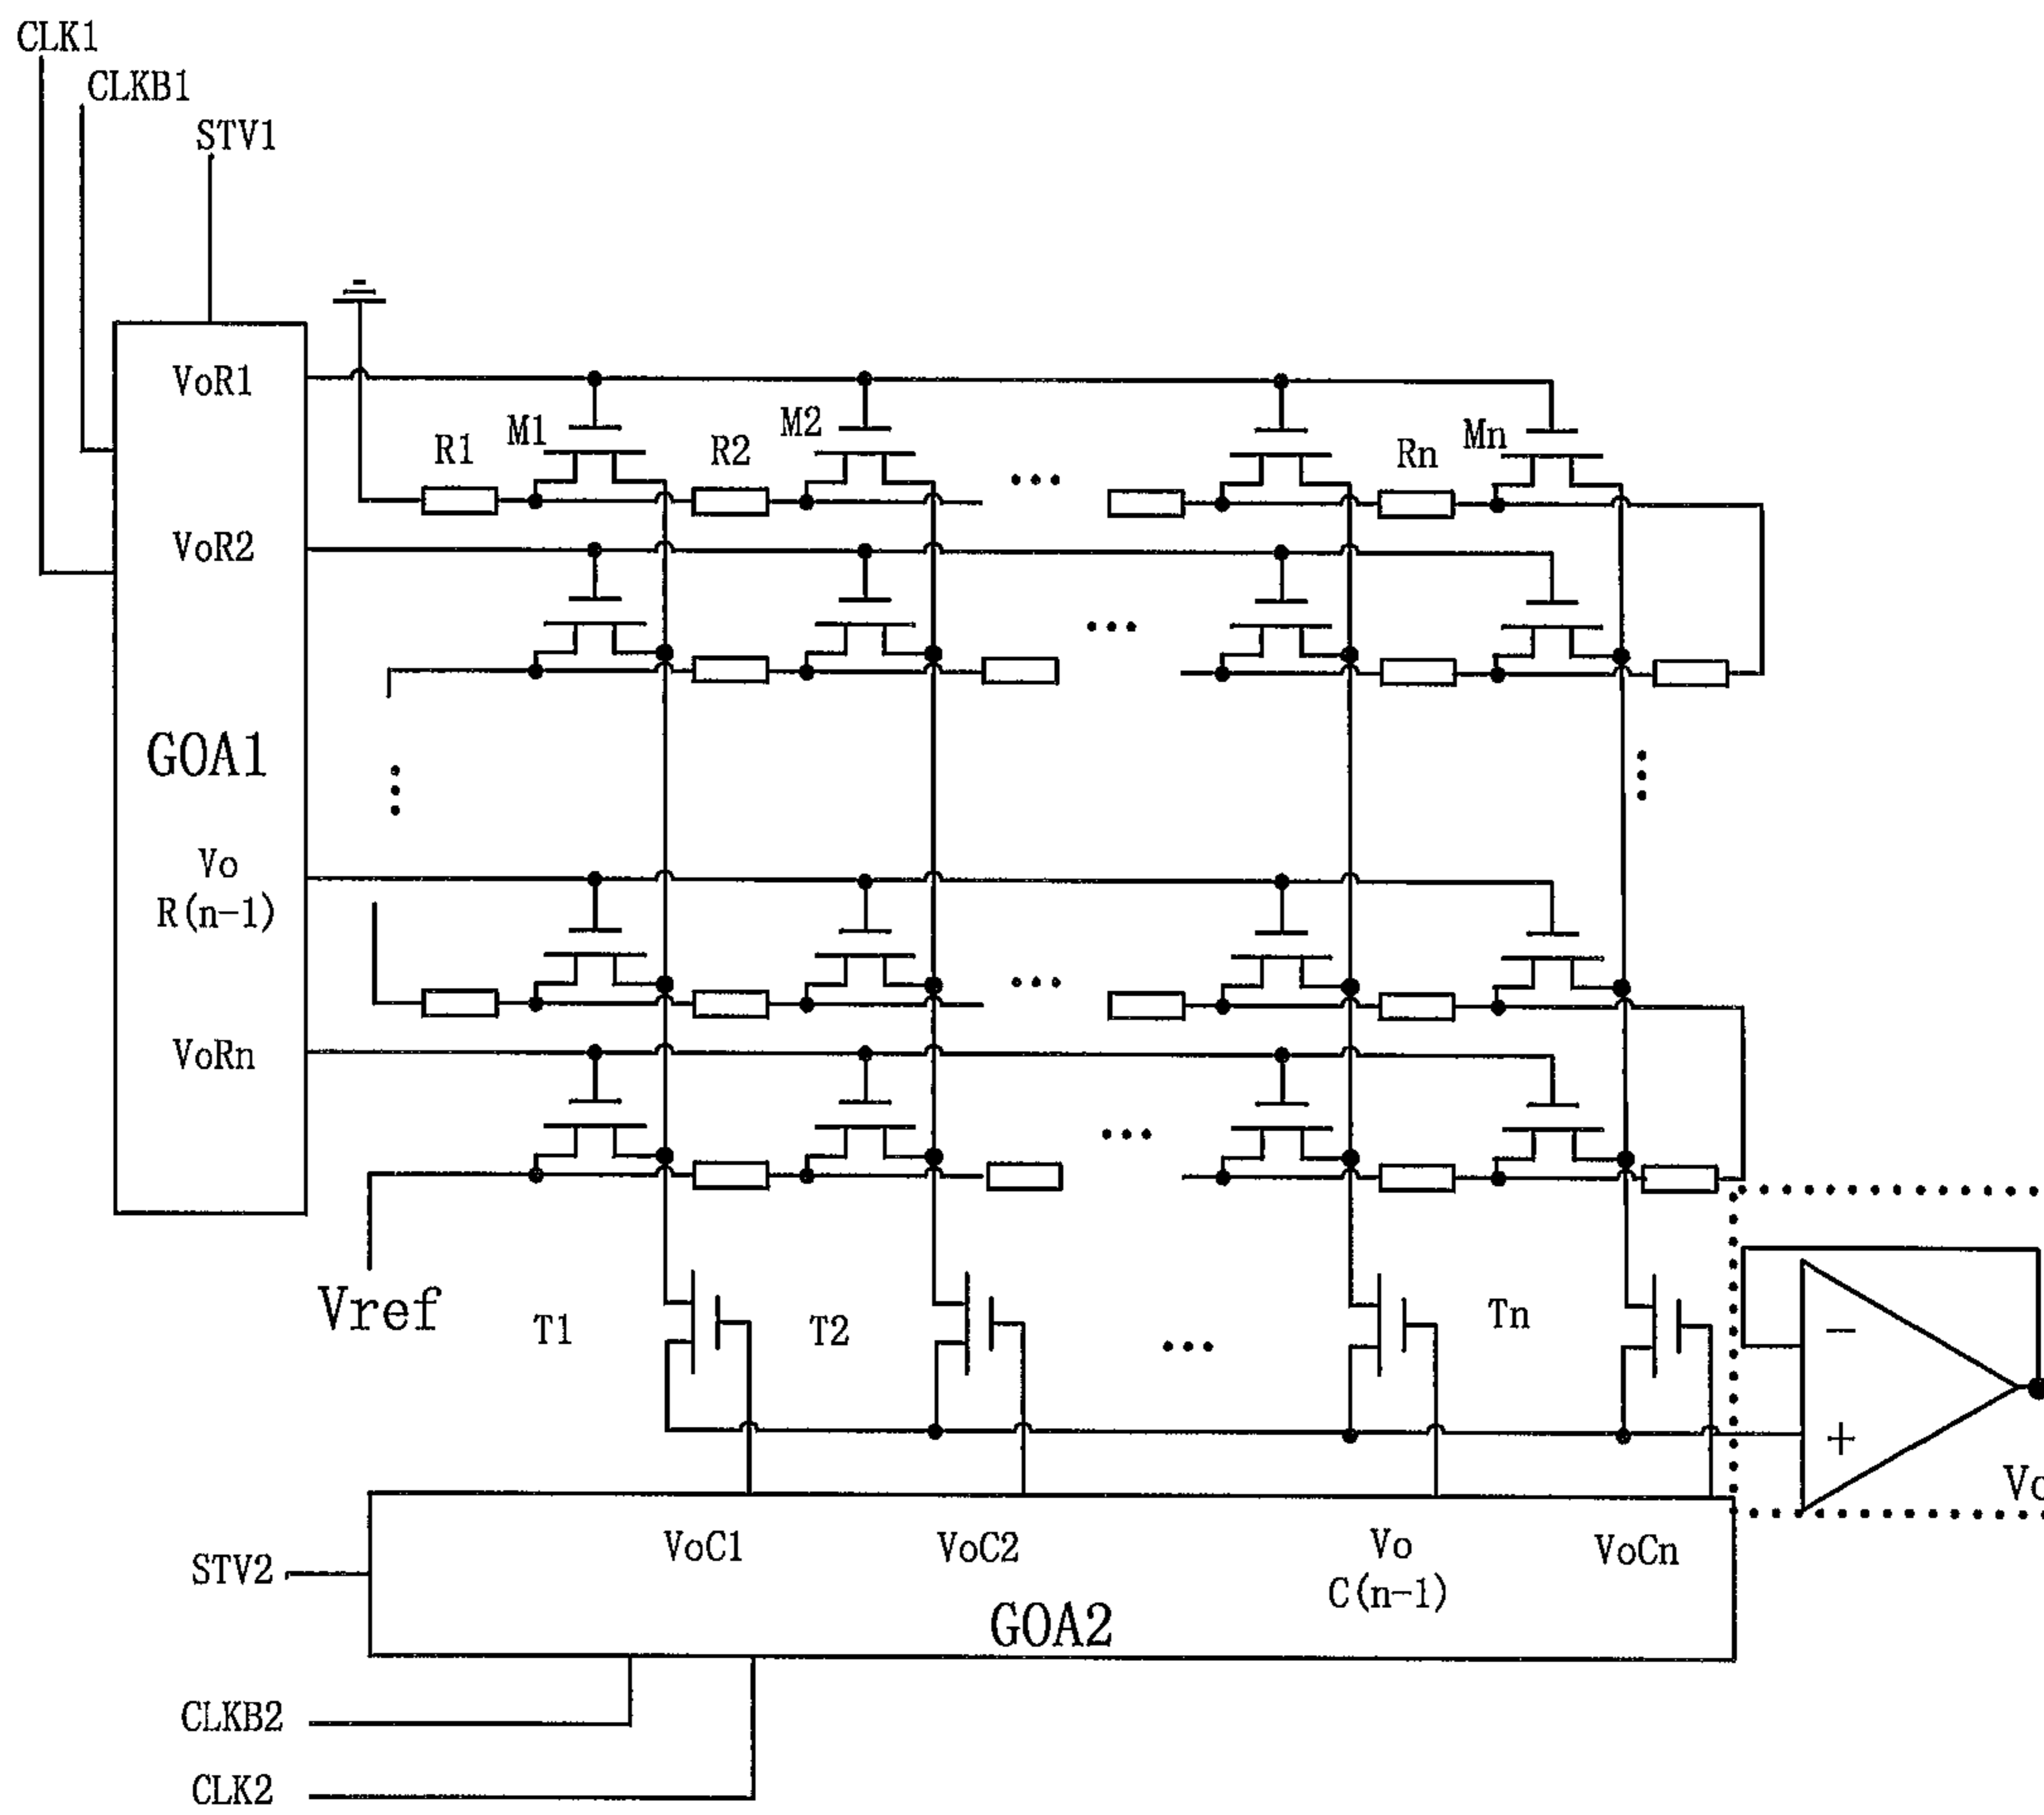 CLK1
CLKB1
STV1
VoR1
R1
M1
R2
M2
Rn
Mn
VoR2
GOA1
Vo
R(n-1)
VoRn
Vref
T1
T2
Tn
−
+
STV2
VoC1
VoC2
Vo
C(n-1)
VoCn
GOA2
CLKB2
CLK2